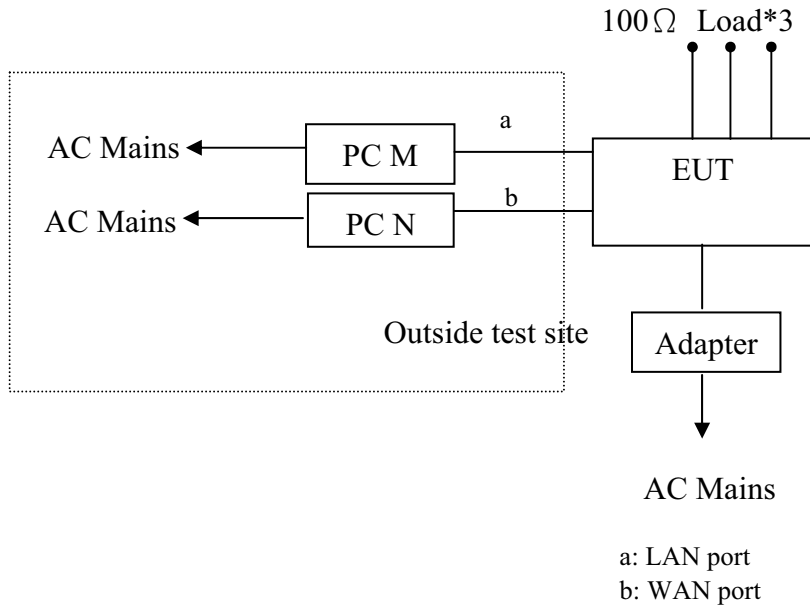 100Ω Load*3
a
AC Mains
PC M
EUT
b
AC Mains
PC N
Outside test site
Adapter
AC Mains
a: LAN port
b: WAN port